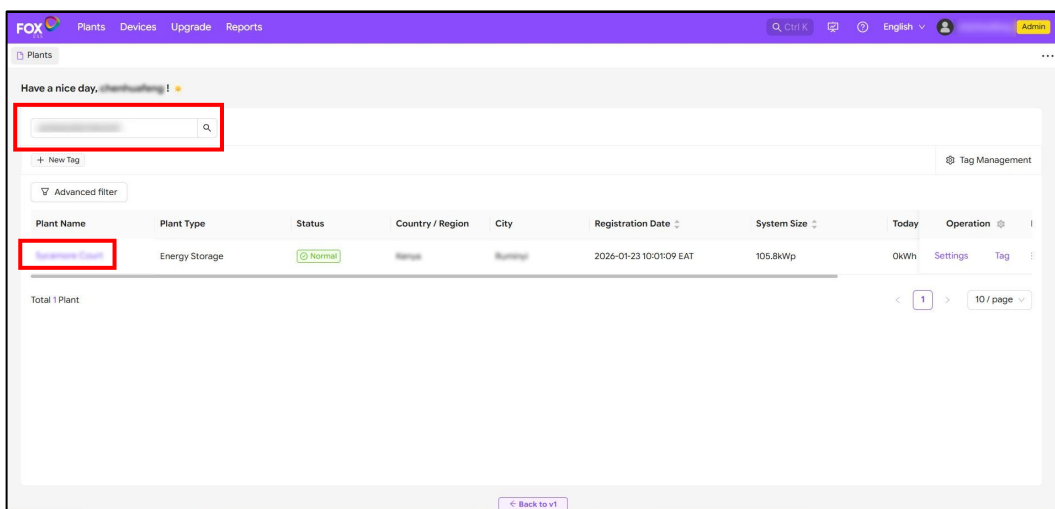 FOX ESS Plants Devices Upgrade Reports Ctrl K English Admin
Plants
Have a nice day, !
+ New Tag Tag Management
Advanced filter
Plant Name Plant Type Status Country / Region City Registration Date System Size Today Operation
Energy Storage Normal 2026-01-23 10:01:09 EAT 105.8kWp 0kWh Settings Tag
Total 1 Plant < 1 > 10 / page
← Back to v1